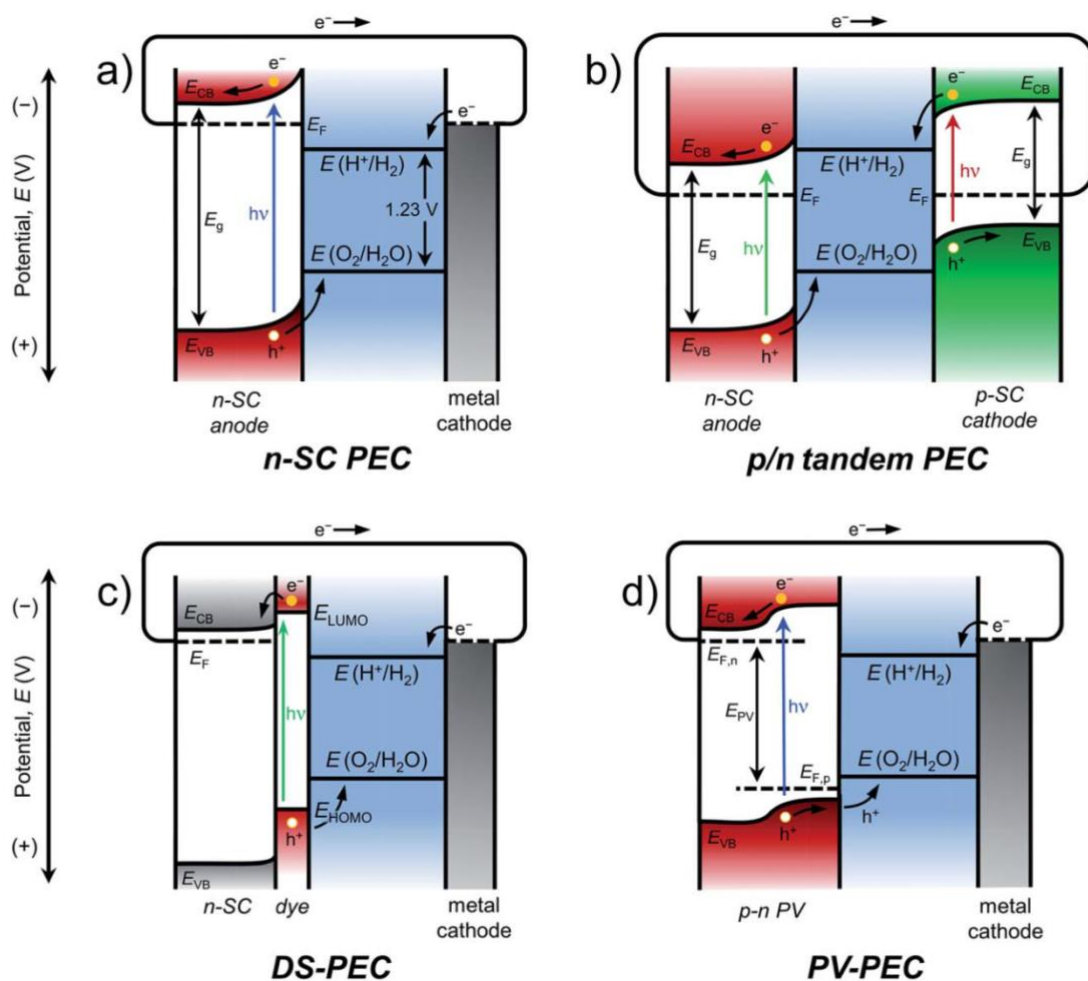 e⁻
a)
Potential, E (V)
(−)
(+)
E_CB
e⁻
E_F
e⁻
E(H⁺/H₂)
1.23 V
E_g
hν
E(O₂/H₂O)
E_VB
h⁺
n-SC
anode
metal
cathode
n-SC PEC
e⁻
b)
e⁻
E_CB
E_CB
e⁻
E(H⁺/H₂)
E_g
hν
E_F
E_F
E_g
hν
E(O₂/H₂O)
E_VB
h⁺
E_VB
h⁺
n-SC
anode
p-SC
cathode
p/n tandem PEC
e⁻
c)
Potential, E (V)
(−)
(+)
e⁻
E_CB
E_LUMO
e⁻
E_F
E(H⁺/H₂)
hν
E(O₂/H₂O)
E_HOMO
h⁺
E_VB
n-SC
dye
metal
cathode
DS-PEC
e⁻
d)
e⁻
E_CB
e⁻
E_F,n
E(H⁺/H₂)
E_PV
hν
E(O₂/H₂O)
E_F,p
h⁺
h⁺
E_VB
p-n PV
metal
cathode
PV-PEC